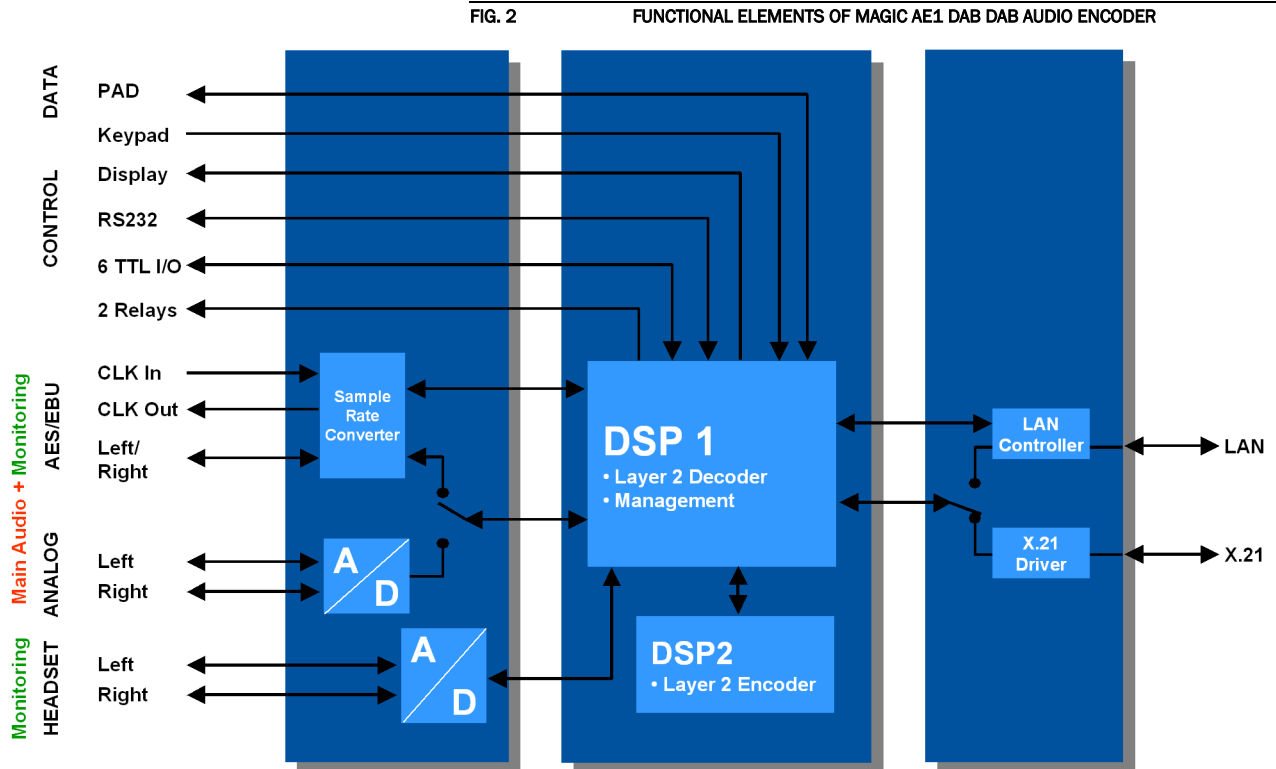 FIG. 2 FUNCTIONAL ELEMENTS OF MAGIC AE1 DAB DAB AUDIO ENCODER
DATA
PAD
CONTROL
Keypad
Display
RS232
6 TTL I/O
2 Relays
Main Audio + Monitoring
AES/EBU
CLK In
CLK Out
Left/
Right
ANALOG
Left
Right
Monitoring
HEADSET
Left
Right
Sample
Rate
Converter
A
D
A
D
DSP 1
• Layer 2 Decoder
• Management
DSP2
• Layer 2 Encoder
LAN
Controller
X.21
Driver
LAN
X.21